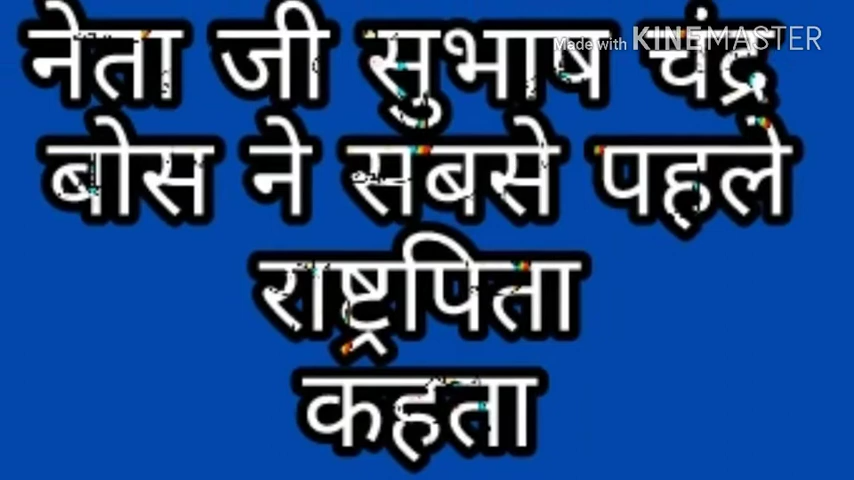 Made with KINEMASTER
नेता जी सुभाष चंद्र
बोस ने सबसे पहले
राष्ट्रपिता
कहता